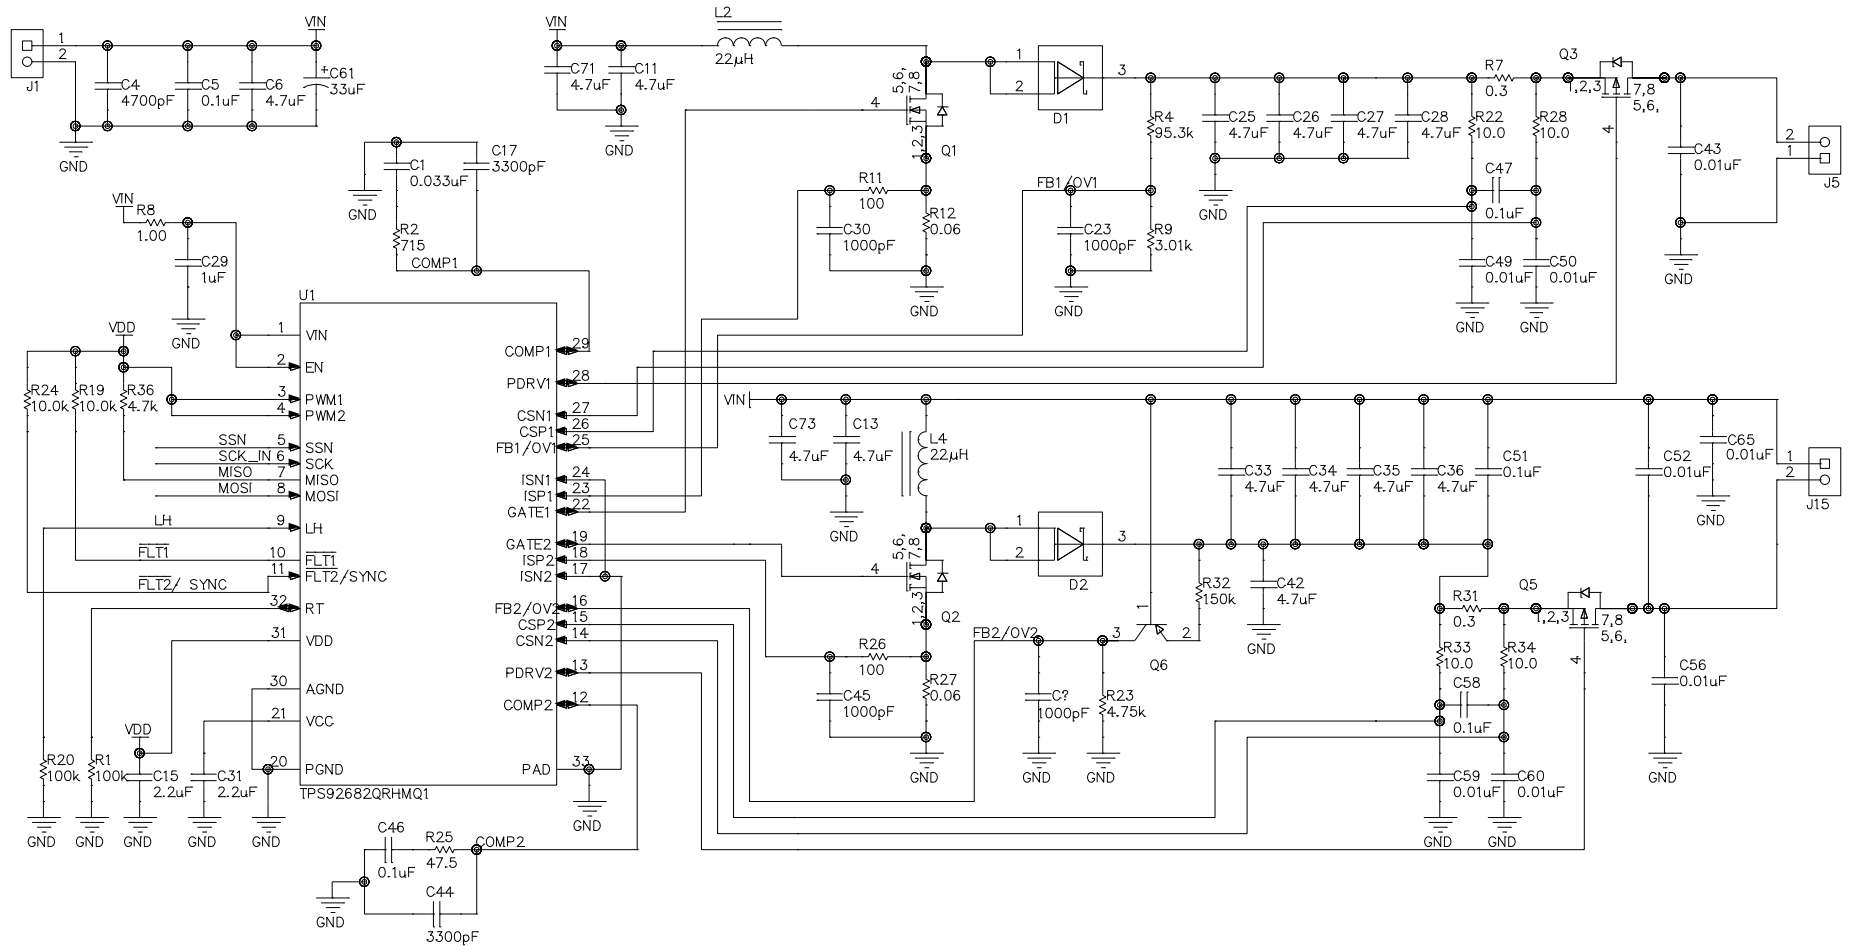 VIN
1
2
J1
C4
4700pF
C5
0.1uF
C6
4.7uF
+
C61
33uF
GND
VIN
C71
4.7uF
C11
4.7uF
GND
L2
22µH
4
5,6,
7,8
1,2,3
Q1
1
2
3
D1
R4
95.3k
C25
4.7uF
C26
4.7uF
C27
4.7uF
C28
4.7uF
GND
R22
10.0
R7
0.3
R28
10.0
Q3
1,2,3
7,8
5,6,
4
C43
0.01uF
GND
2
1
J5
C47
0.1uF
C49
0.01uF
C50
0.01uF
GND
GND
GND
C1
0.033uF
C17
3300pF
R2
715
COMP1
R11
100
C30
1000pF
R12
0.06
GND
FB1/OV1
C23
1000pF
R9
3.01k
GND
VIN
R8
1.00
C29
1uF
GND
VDD
R24
10.0k
R19
10.0k
R36
4.7k
U1
1
VIN
2
EN
3
PWM1
4
PWM2
SSN
5
SSN
SCK_IN
6
SCK
MISO
7
MISO
MOSI
8
MOSI
LH
9
LH
FLT1
10
FLT1
FLT2/ SYNC
11
FLT2/SYNC
32
RT
31
VDD
30
AGND
21
VCC
20
PGND
COMP1
29
PDRV1
28
CSN1
27
CSP1
26
FB1/OV1
25
ISN1
24
ISP1
23
GATE1
22
GATE2
19
ISP2
18
ISN2
17
FB2/OV2
16
CSP2
15
CSN2
14
PDRV2
13
COMP2
12
PAD
33
TPS92682QRHMQ1
GND
R20
100k
GND
R1
100k
GND
VDD
C15
2.2uF
GND
C31
2.2uF
GND
GND
C46
0.1uF
R25
47.5
COMP2
C44
3300pF
GND
VIN
C73
4.7uF
C13
4.7uF
GND
L4
22µH
4
5,6,
7,8
1,2,3
Q2
1
2
3
D2
R26
100
C45
1000pF
R27
0.06
GND
FB2/OV2
3
1
2
Q6
C?
1000pF
GND
R23
4.75k
GND
R32
150k
C42
4.7uF
GND
C33
4.7uF
C34
4.7uF
C35
4.7uF
C36
4.7uF
C51
0.1uF
C52
0.01uF
C65
0.01uF
GND
1
2
J15
R31
0.3
Q5
1,2,3
7,8
5,6,
4
R33
10.0
R34
10.0
C58
0.1uF
C59
0.01uF
C60
0.01uF
GND
GND
C56
0.01uF
GND